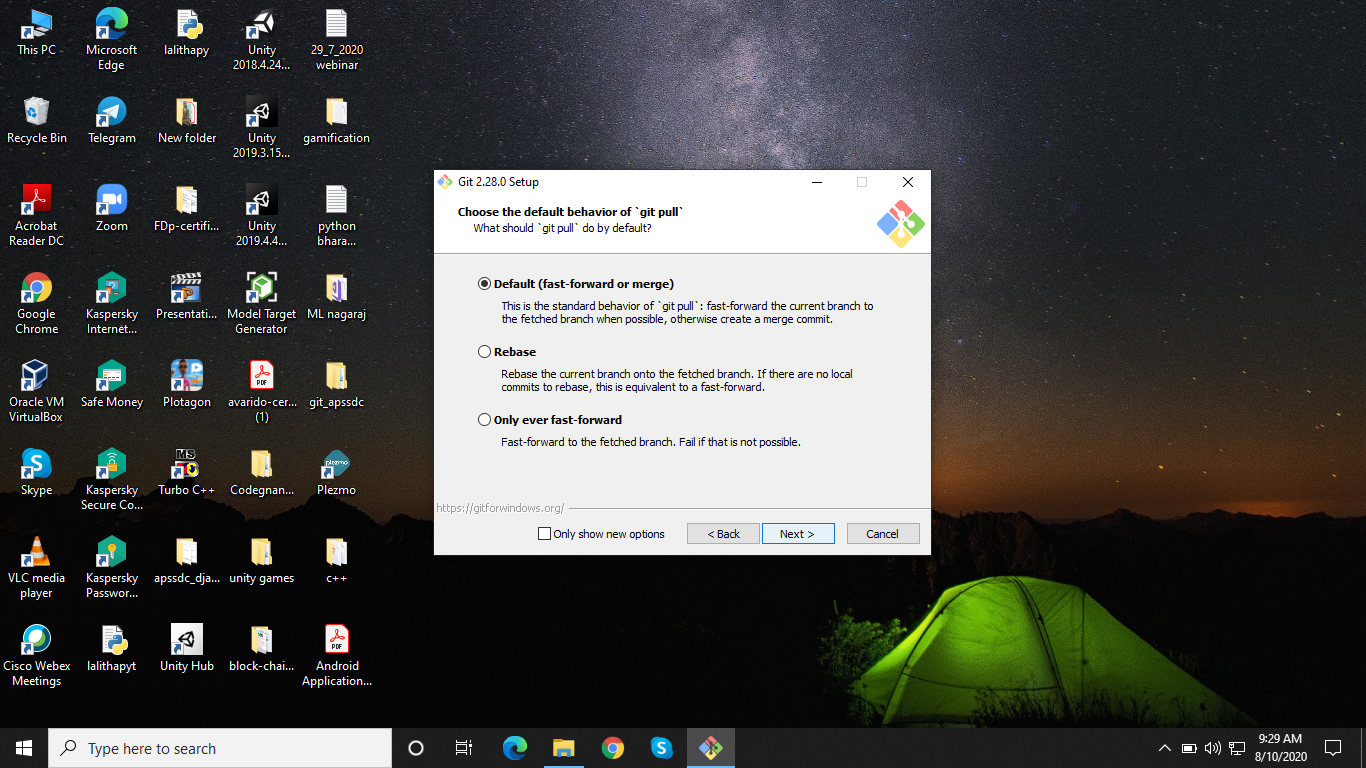 This PC
Microsoft
Edge
lalithapy
Unity
2018.4.24...
29_7_2020
webinar
Recycle Bin
Telegram
New folder
Unity
2019.3.15...
gamification
Acrobat
Reader DC
Zoom
FDp-certifi...
Unity
2019.4.4...
python
bhara...
Google
Chrome
Kaspersky
Internet...
Presentati...
Model Target
Generator
ML nagaraj
Oracle VM
VirtualBox
Safe Money
Plotagon
PDF
avarido-cer...
(1)
git_apssdc
Skype
Kaspersky
Secure Co...
MS
Turbo C++
Codegnan...
plezmo
Plezmo
VLC media
player
Kaspersky
Passwor...
apssdc_dja...
unity games
c++
Cisco Webex
Meetings
lalithapyt
Unity Hub
block-chai...
PDF
Android
Application...
Git 2.28.0 Setup
Choose the default behavior of `git pull`
What should `git pull` do by default?
Default (fast-forward or merge)
This is the standard behavior of `git pull`: fast-forward the current branch to
the fetched branch when possible, otherwise create a merge commit.
Rebase
Rebase the current branch onto the fetched branch. If there are no local
commits to rebase, this is equivalent to a fast-forward.
Only ever fast-forward
Fast-forward to the fetched branch. Fail if that is not possible.
https://gitforwindows.org/
Only show new options
< Back
Next >
Cancel
Type here to search
9:29 AM
8/10/2020